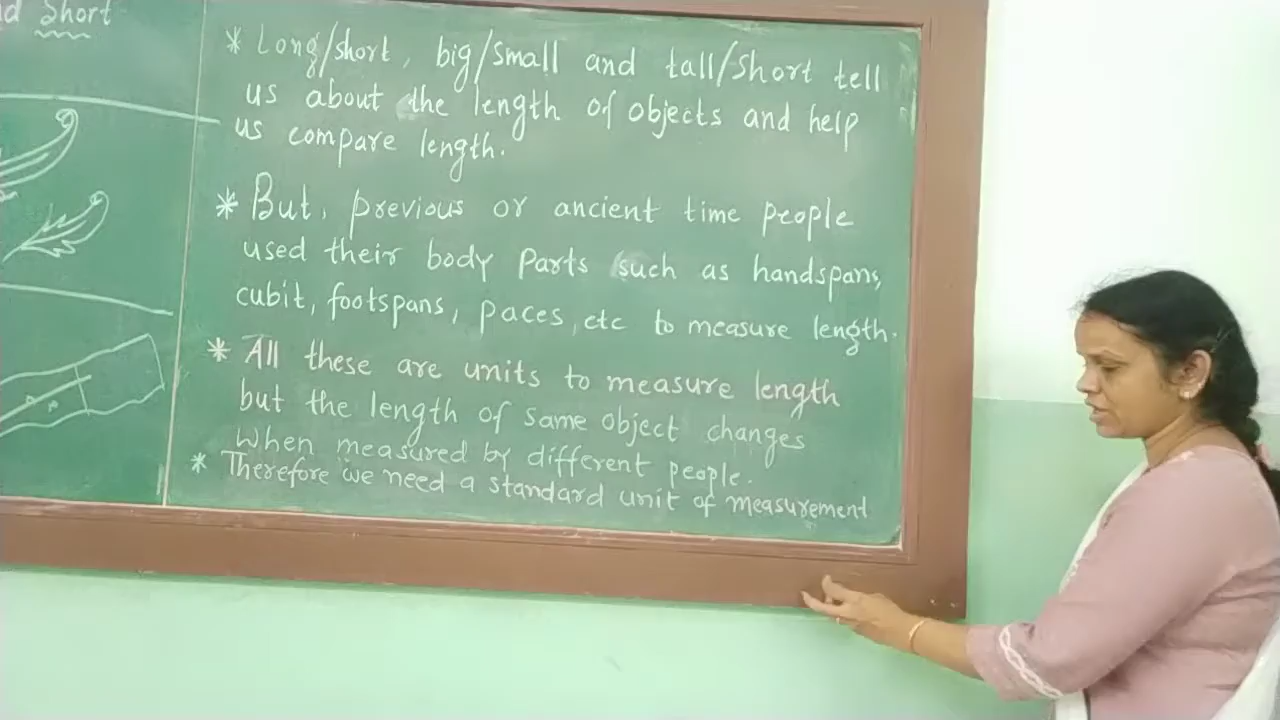 nd Short
* Long/short, big/small and tall/short tell
us about the length of objects and help
us compare length.
* But, previous or ancient time people
used their body parts such as handspans,
cubit, footspans, paces, etc to measure length.
* All these are units to measure length
but the length of same object changes
when measured by different people.
* Therefore we need a standard unit of measurement